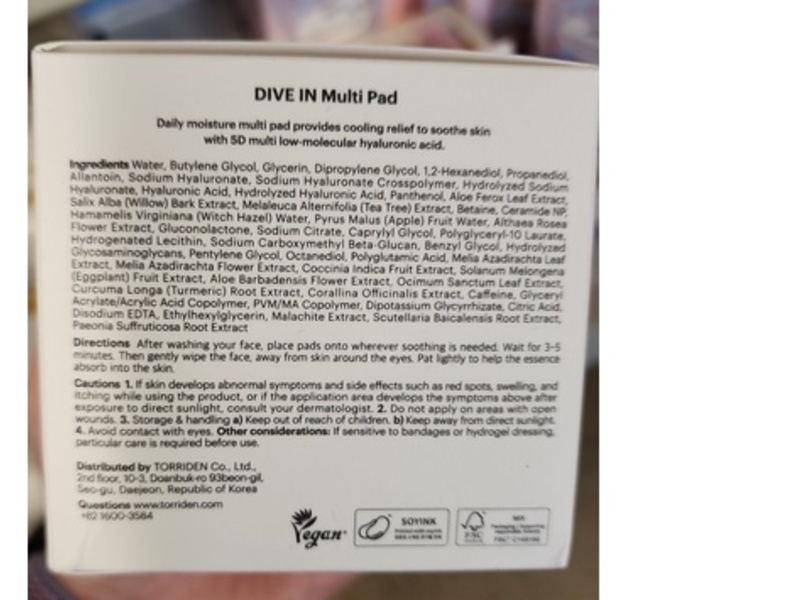 DIVE IN Multi Pad
Daily moisture multi pad provides cooling relief to soothe skin
with 5D multi low-molecular hyaluronic acid.
Ingredients Water, Butylene Glycol, Glycerin, Dipropylene Glycol, 1,2-Hexanediol, Propanediol,
Allantoin, Sodium Hyaluronate, Sodium Hyaluronate Crosspolymer, Hydrolyzed Sodium
Hyaluronate, Hyaluronic Acid, Hydrolyzed Hyaluronic Acid, Panthenol, Aloe Ferox Leaf Extract,
Salix Alba (Willow) Bark Extract, Melaleuca Alternifolia (Tea Tree) Extract, Betaine, Ceramide NP,
Hamamelis Virginiana (Witch Hazel) Water, Pyrus Malus (Apple) Fruit Water, Althaea Rosea
Flower Extract, Gluconolactone, Sodium Citrate, Caprylyl Glycol, Polyglyceryl-10 Laurate,
Hydrogenated Lecithin, Sodium Carboxymethyl Beta-Glucan, Benzyl Glycol, Hydrolyzed
Glycosaminoglycans, Pentylene Glycol, Octanediol, Polyglutamic Acid, Melia Azadirachta Leaf
Extract, Melia Azadirachta Flower Extract, Coccinia Indica Fruit Extract, Solanum Melongena
(Eggplant) Fruit Extract, Aloe Barbadensis Flower Extract, Ocimum Sanctum Leaf Extract,
Curcuma Longa (Turmeric) Root Extract, Corallina Officinalis Extract, Caffeine, Glyceryl
Acrylate/Acrylic Acid Copolymer, PVM/MA Copolymer, Dipotassium Glycyrrhizate, Citric Acid,
Disodium EDTA, Ethylhexylglycerin, Malachite Extract, Scutellaria Baicalensis Root Extract,
Paeonia Suffruticosa Root Extract
Directions After washing your face, place pads onto wherever soothing is needed. Wait for 3-5
minutes. Then gently wipe the face, away from skin around the eyes. Pat lightly to help the essence
absorb into the skin.
Cautions 1. If skin develops abnormal symptoms and side effects such as red spots, swelling, and
itching while using the product, or if the application area develops the symptoms above after
exposure to direct sunlight, consult your dermatologist. 2. Do not apply on areas with open
wounds. 3. Storage & handling a) Keep out of reach of children. b) Keep away from direct sunlight.
4. Avoid contact with eyes. Other considerations: If sensitive to bandages or hydrogel dressing,
particular care is required before use.
Distributed by TORRIDEN Co., Ltd.,
2nd floor, 10-3, Doanbuk-ro 93beon-gil,
Seo-gu, Daejeon, Republic of Korea
Questions www.torriden.com
+82 1600-3564
Vegan
SOYINK
FSC
MIX